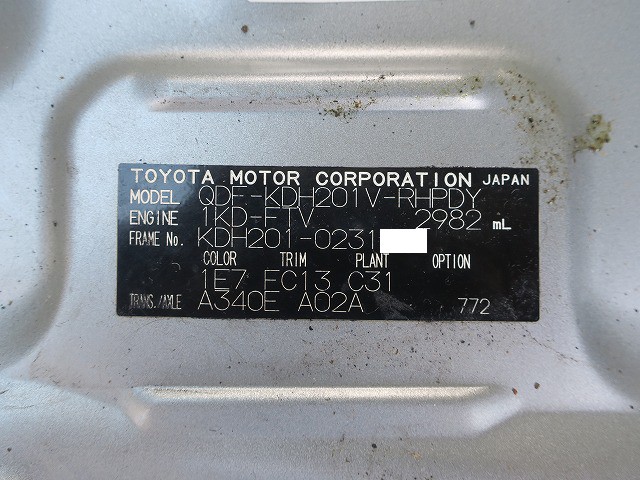 TOYOTA MOTOR CORPORATION JAPAN
MODEL QDF-KDH201V-RHPDY
ENGINE 1KD-FTV 2982 mL
FRAME No. KDH201-0231
COLOR TRIM PLANT OPTION
1E7 FC13 C31
TRANS./AXLE A340E A02A 772